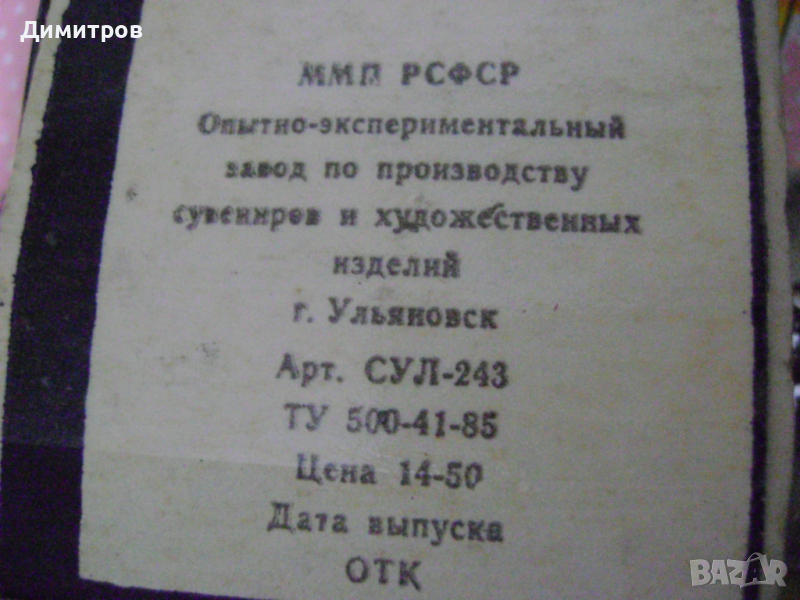 Димитров
ММП РСФСР
Опытно-экспериментальный
завод по производству
сувениров и художественных
изделий
г. Ульяновск
Арт. СУЛ-243
ТУ 500-41-85
Цена 14-50
Дата выпуска
ОТК
BAZAR